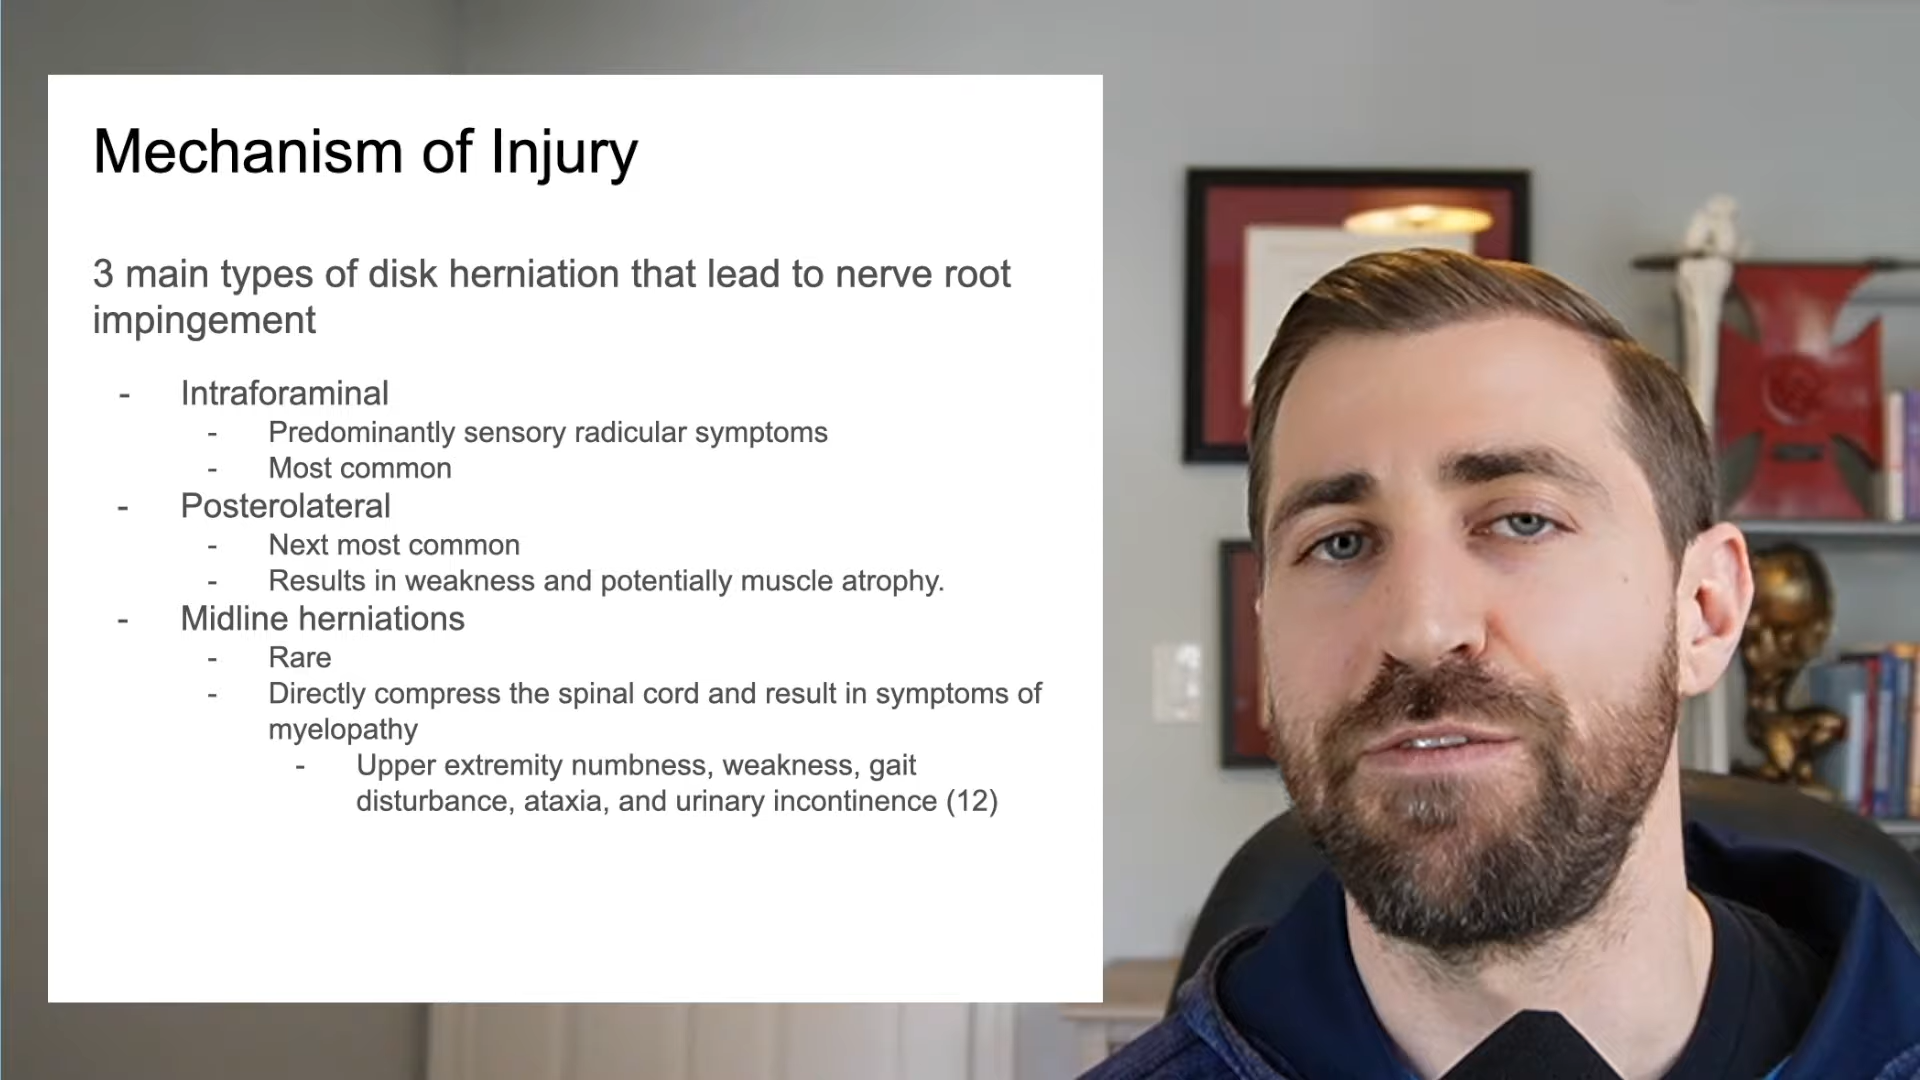 Mechanism of Injury
3 main types of disk herniation that lead to nerve root
impingement
- Intraforaminal
- Predominantly sensory radicular symptoms
- Most common
- Posterolateral
- Next most common
- Results in weakness and potentially muscle atrophy.
- Midline herniations
- Rare
- Directly compress the spinal cord and result in symptoms of
myelopathy
- Upper extremity numbness, weakness, gait
disturbance, ataxia, and urinary incontinence (12)